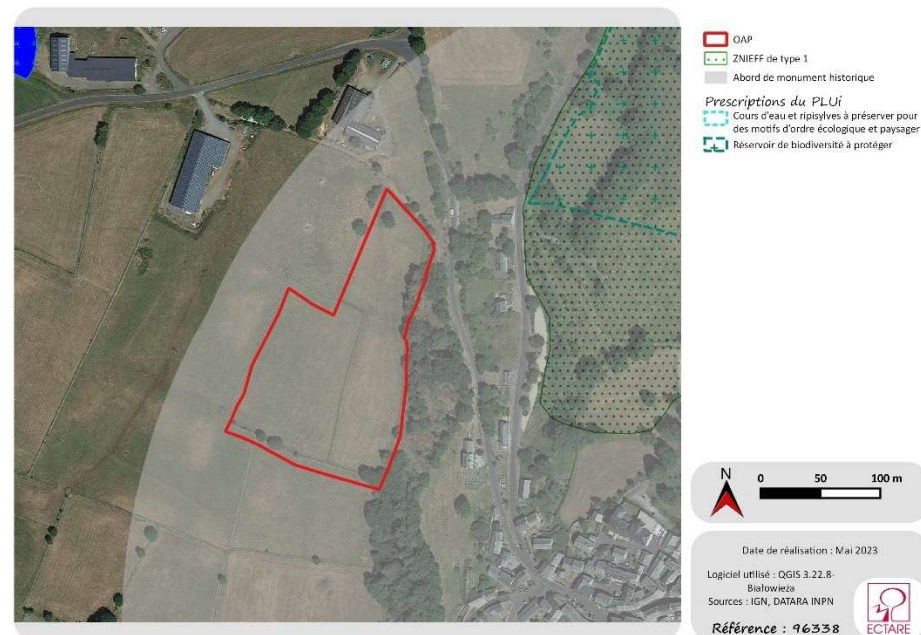 OAP
ZNIEFF de type 1
Abord de monument historique
Prescriptions du PLUi
Cours d'eau et ripisylves à préserver pour
des motifs d'ordre écologique et paysager
Réservoir de biodiversité à protéger
N
0 50 100 m
Date de réalisation : Mai 2023
Logiciel utilisé : QGIS 3.22.8-
Białowieża
Sources : IGN, DATARA INPN
Référence : 96338
ECTARE